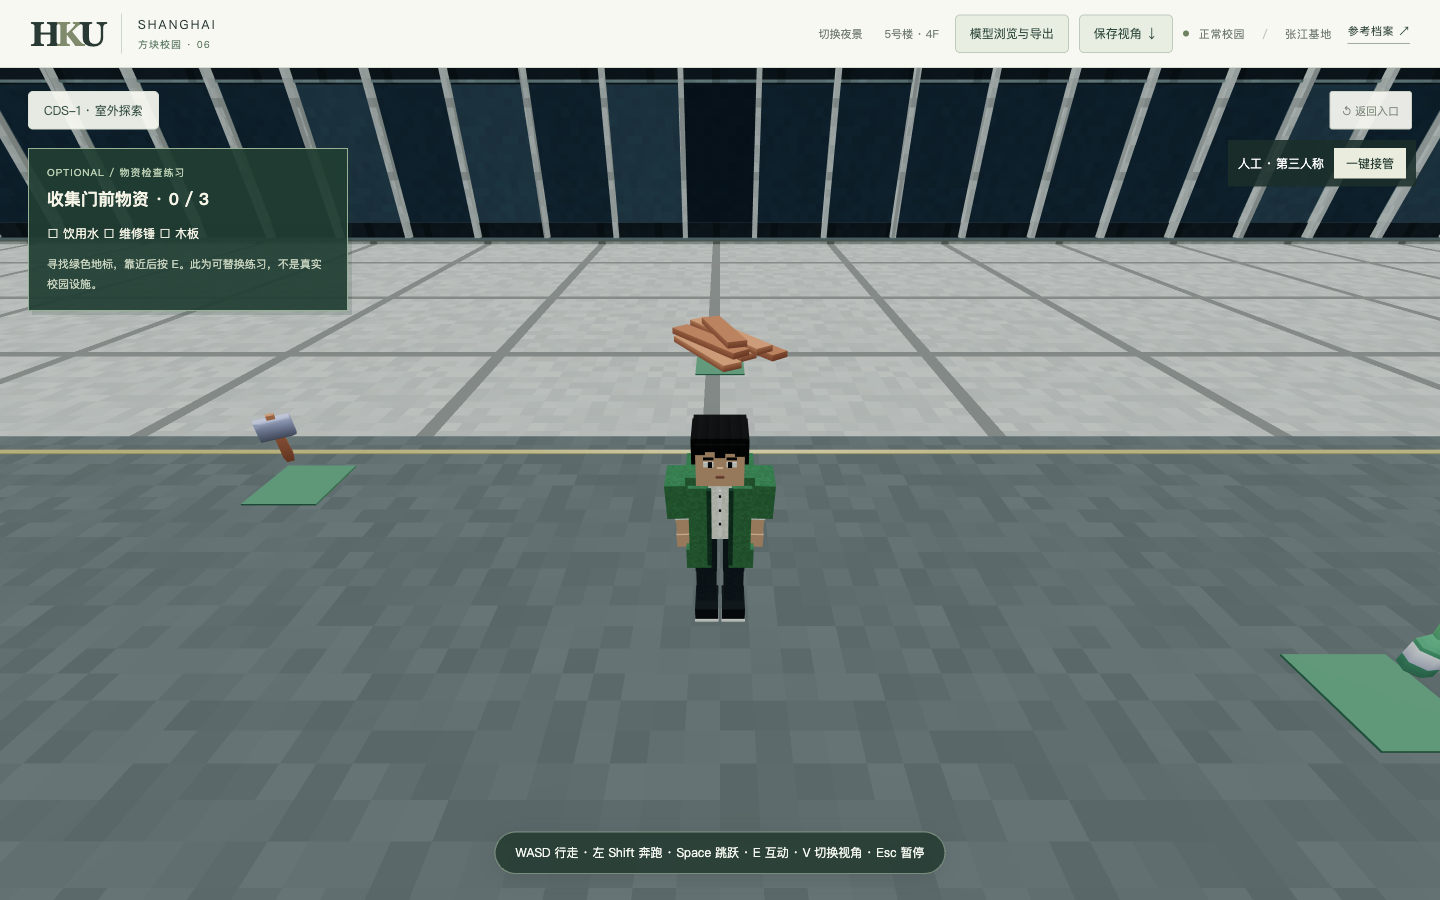 HKU
SHANGHAI
方块校园 · 06
切换夜景
5号楼 · 4F
模型浏览与导出
保存视角 ↓
正常校园
/
张江基地
参考档案 ↗
CDS–1 · 室外探索
↺ 返回入口
OPTIONAL / 物资检查练习
收集门前物资 · 0 / 3
□ 饮用水 □ 维修锤 □ 木板
寻找绿色地标，靠近后按 E。此为可替换练习，不是真实
校园设施。
人工 · 第三人称
一键接管
WASD 行走 · 左 Shift 奔跑 · Space 跳跃 · E 互动 · V 切换视角 · Esc 暂停